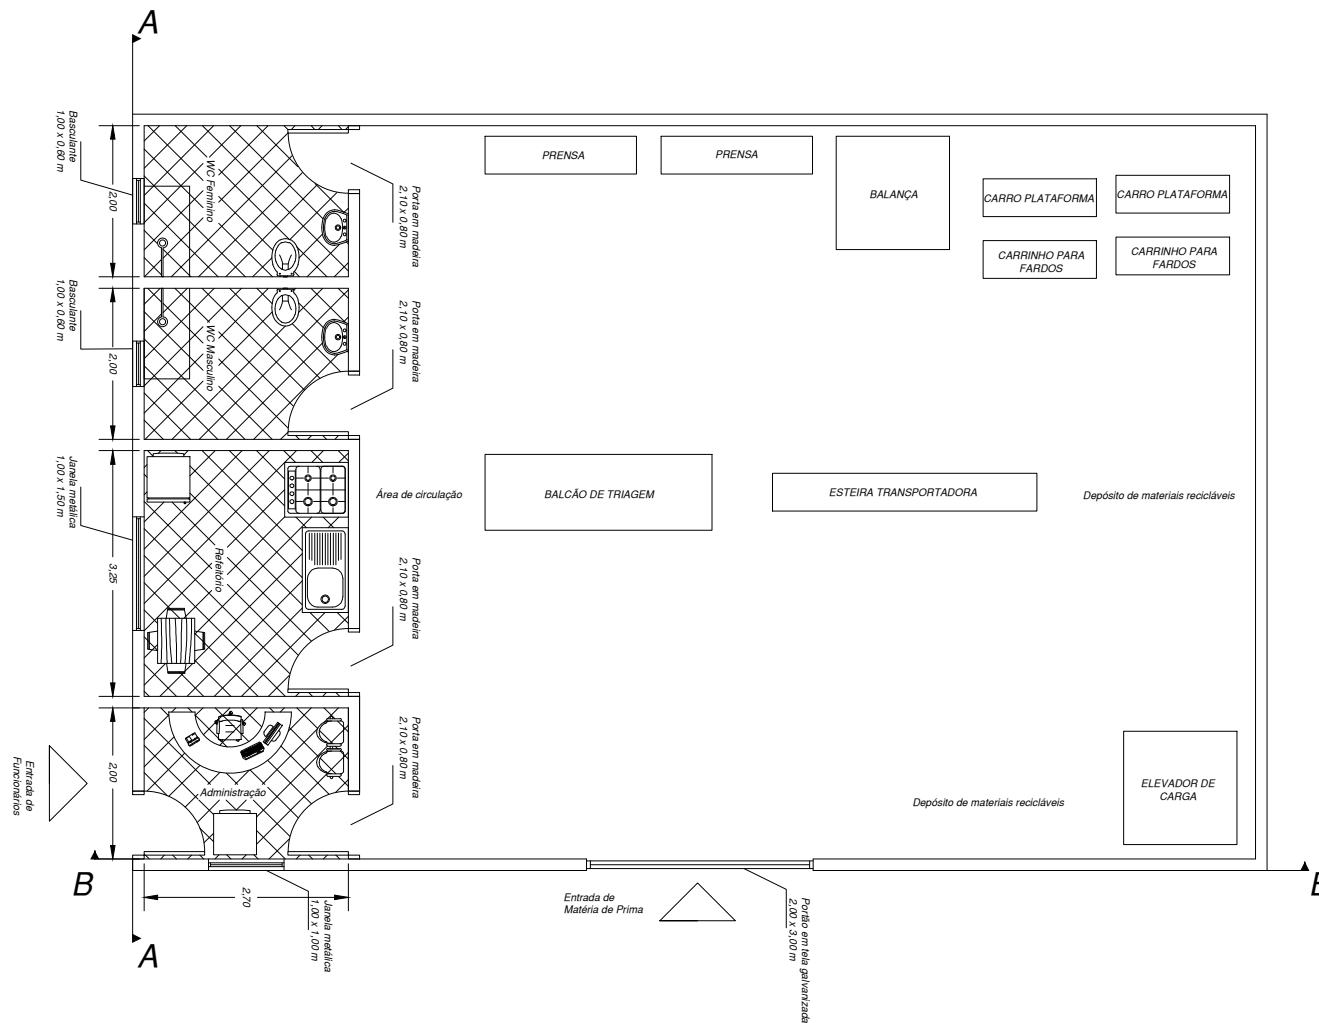 A
Basculante
1,00 x 0,60 m
2,00
WC Feminino
Porta em madeira
2,10 x 0,80 m
PRENSA
PRENSA
BALANÇA
CARRO PLATAFORMA
CARRO PLATAFORMA
CARRINHO PARA
FARDOS
CARRINHO PARA
FARDOS
Basculante
1,00 x 0,60 m
2,00
WC Masculino
Porta em madeira
2,10 x 0,80 m
Janela metálica
1,00 x 1,50 m
3,25
Refeitório
Área de circulação
BALCÃO DE TRIAGEM
ESTEIRA TRANSPORTADORA
Depósito de materiais recicláveis
Porta em madeira
2,10 x 0,80 m
Entrada de
Funcionários
2,00
Administração
Porta em madeira
2,10 x 0,80 m
Depósito de materiais recicláveis
ELEVADOR DE
CARGA
B
B
2,70
Janela metálica
1,00 x 1,00 m
Entrada de
Matéria de Prima
Portão em tela galvanizada
2,00 x 3,00 m
A